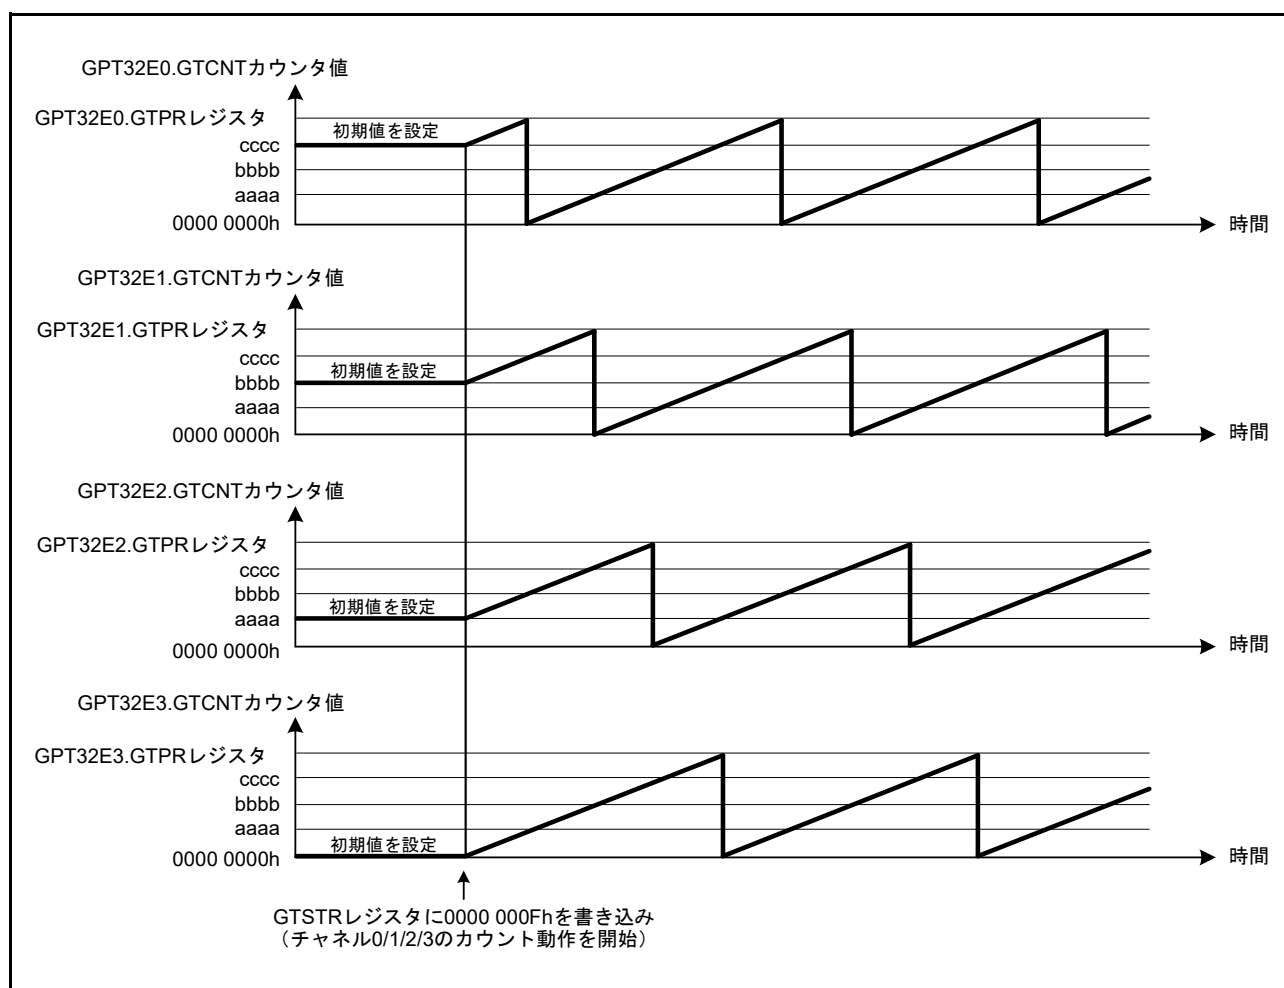 GPT32E0.GTCNTカウンタ値
GPT32E0.GTPRレジスタ
初期値を設定
cccc
bbbb
aaaa
0000 0000h
時間
GPT32E1.GTCNTカウンタ値
GPT32E1.GTPRレジスタ
cccc
初期値を設定
bbbb
aaaa
0000 0000h
時間
GPT32E2.GTCNTカウンタ値
GPT32E2.GTPRレジスタ
cccc
bbbb
初期値を設定
aaaa
0000 0000h
時間
GPT32E3.GTCNTカウンタ値
GPT32E3.GTPRレジスタ
cccc
bbbb
aaaa
初期値を設定
0000 0000h
時間
GTSTRレジスタに0000 000Fhを書き込み
（チャネル0/1/2/3のカウント動作を開始）